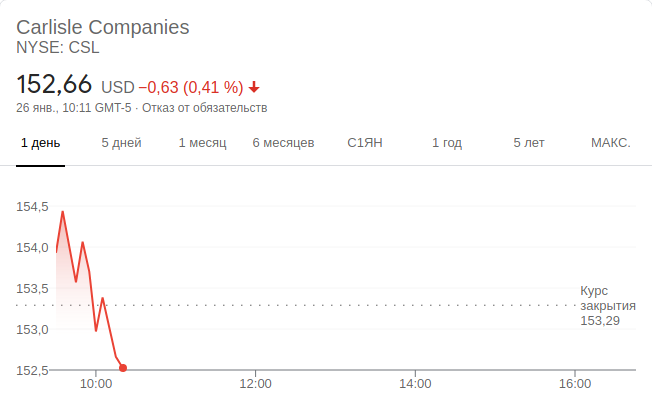 Carlisle Companies
NYSE: CSL
152,66 USD −0,63 (0,41 %)
26 янв., 10:11 GMT-5 · Отказ от обязательств
1 день 5 дней 1 месяц 6 месяцев С1ЯН 1 год 5 лет МАКС.
154,5
154,0
153,5
153,0
152,5
Курс
закрытия
153,29
10:00 12:00 14:00 16:00